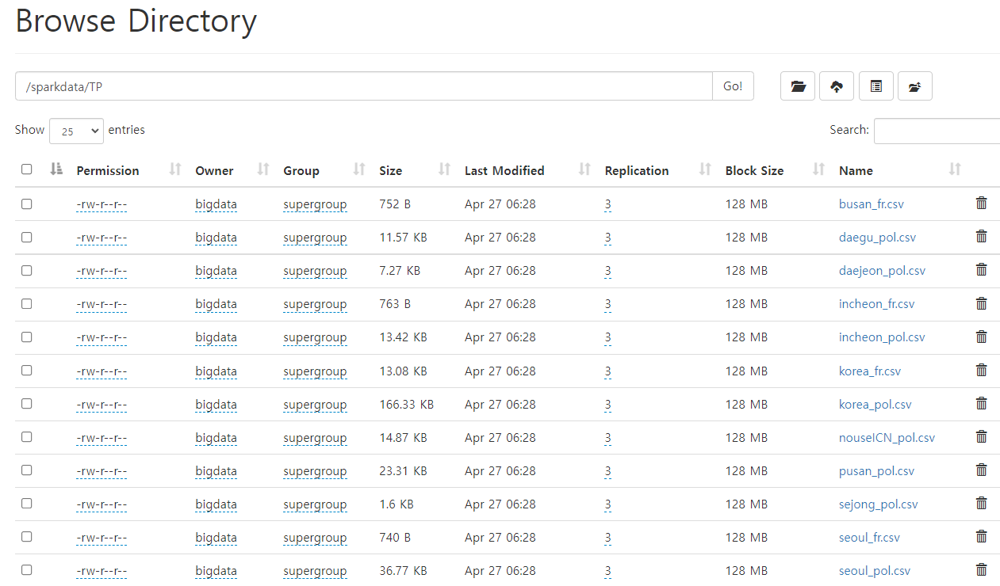 Browse Directory
/sparkdata/TP Go!
Show 25 entries Search:
Permission Owner Group Size Last Modified Replication Block Size Name
-rw-r--r-- bigdata supergroup 752 B Apr 27 06:28 3 128 MB busan_fr.csv
-rw-r--r-- bigdata supergroup 11.57 KB Apr 27 06:28 3 128 MB daegu_pol.csv
-rw-r--r-- bigdata supergroup 7.27 KB Apr 27 06:28 3 128 MB daejeon_pol.csv
-rw-r--r-- bigdata supergroup 763 B Apr 27 06:28 3 128 MB incheon_fr.csv
-rw-r--r-- bigdata supergroup 13.42 KB Apr 27 06:28 3 128 MB incheon_pol.csv
-rw-r--r-- bigdata supergroup 13.08 KB Apr 27 06:28 3 128 MB korea_fr.csv
-rw-r--r-- bigdata supergroup 166.33 KB Apr 27 06:28 3 128 MB korea_pol.csv
-rw-r--r-- bigdata supergroup 14.87 KB Apr 27 06:28 3 128 MB nouseICN_pol.csv
-rw-r--r-- bigdata supergroup 23.31 KB Apr 27 06:28 3 128 MB pusan_pol.csv
-rw-r--r-- bigdata supergroup 1.6 KB Apr 27 06:28 3 128 MB sejong_pol.csv
-rw-r--r-- bigdata supergroup 740 B Apr 27 06:28 3 128 MB seoul_fr.csv
-rw-r--r-- bigdata supergroup 36.77 KB Apr 27 06:28 3 128 MB seoul_pol.csv